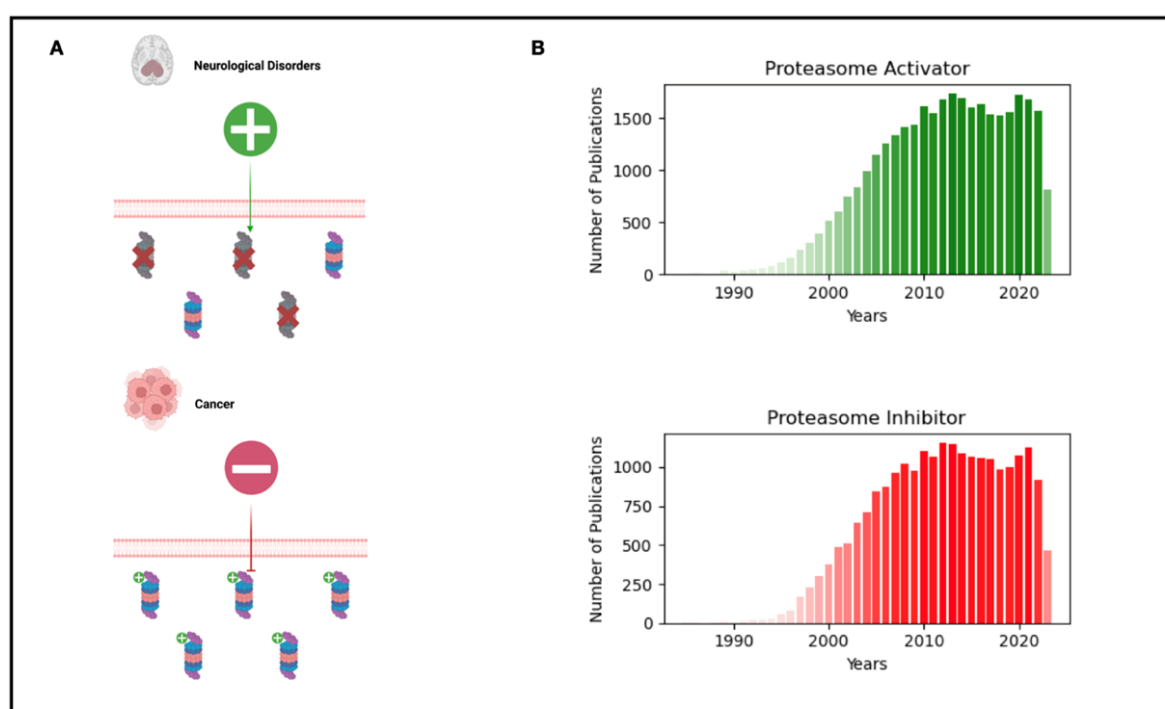 A
Neurological Disorders
Cancer
B
Proteasome Activator
Number of Publications
1500
1000
500
0
1990
2000
2010
2020
Years
Proteasome Inhibitor
Number of Publications
1000
750
500
250
0
1990
2000
2010
2020
Years